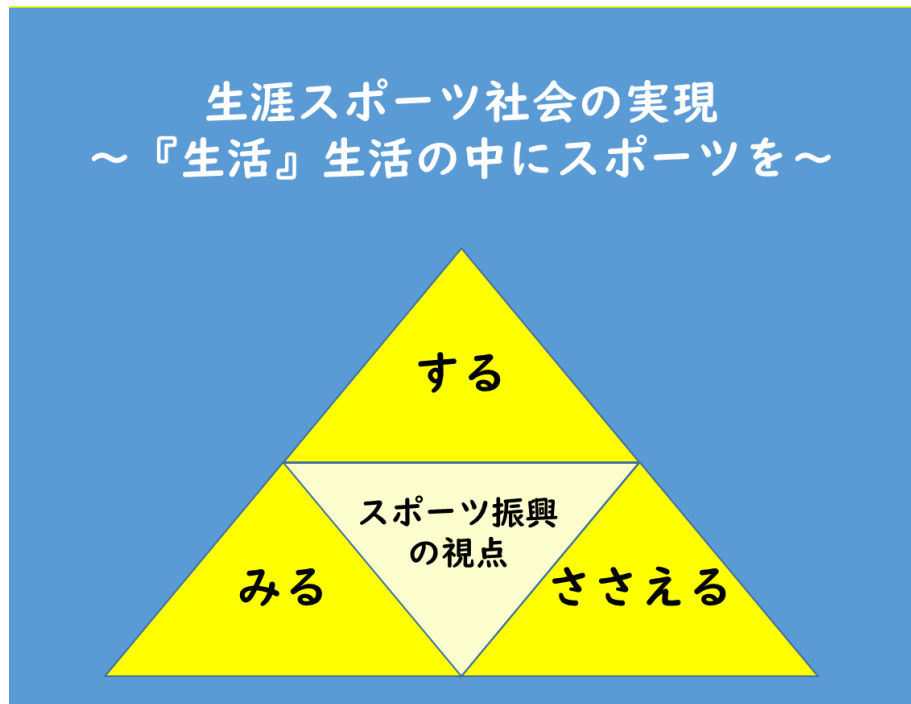 生涯スポーツ社会の実現
～『生活』生活の中にスポーツを～
する
スポーツ振興
の視点
みる
ささえる